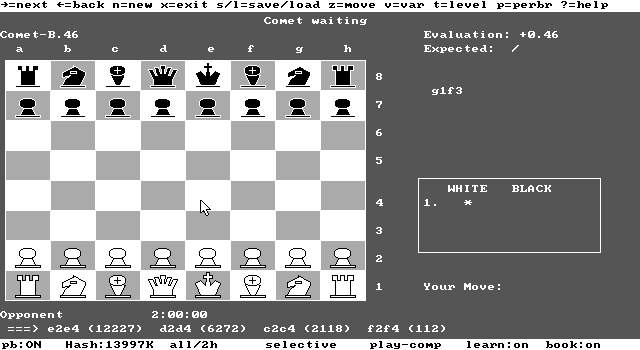 →=next ←=back n=new x=exit s/l=save/load z=move v=var t=level p=perbr ?=help
Comet waiting
Comet-B.46
Evaluation: +0.46
Expected: /
a b c d e f g h
8
7
g1f3
6
5
4
3
2
1
WHITE BLACK
1. *
Your Move:
Opponent 2:00:00
===> e2e4 (12227) d2d4 (6272) c2c4 (2118) f2f4 (112)
pb:ON Hash:13997K all/2h selective play-comp learn:on book:on